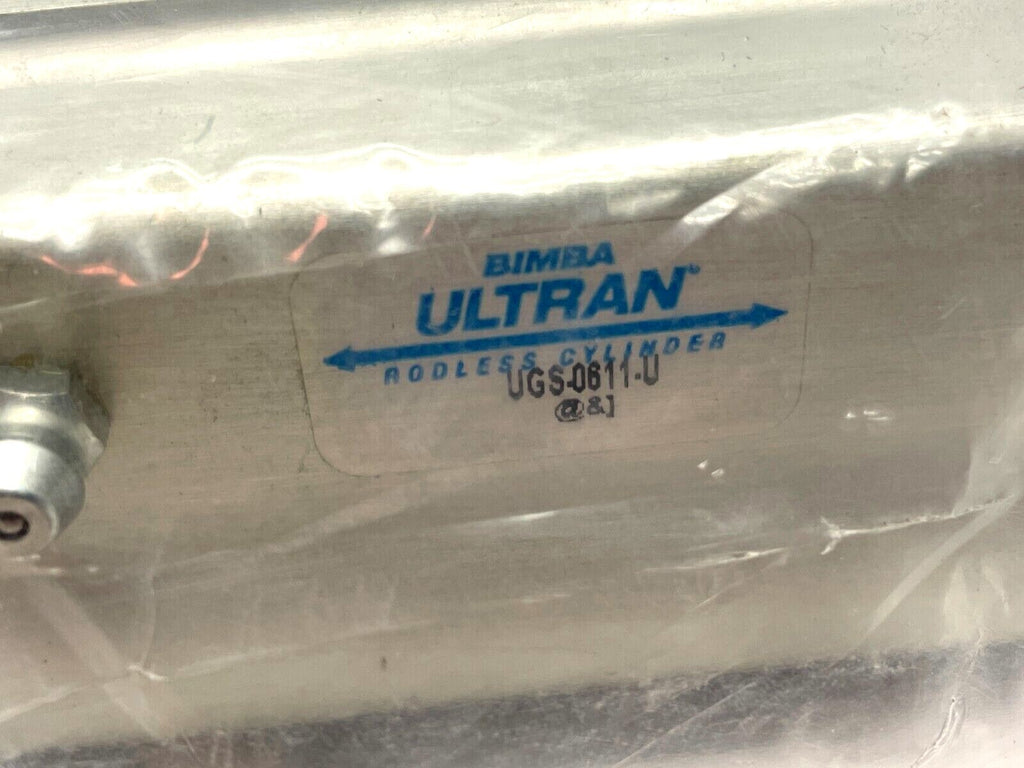 BIMBA
ULTRAN®
RODLESS CYLINDER
UGS-0611-U
@&]